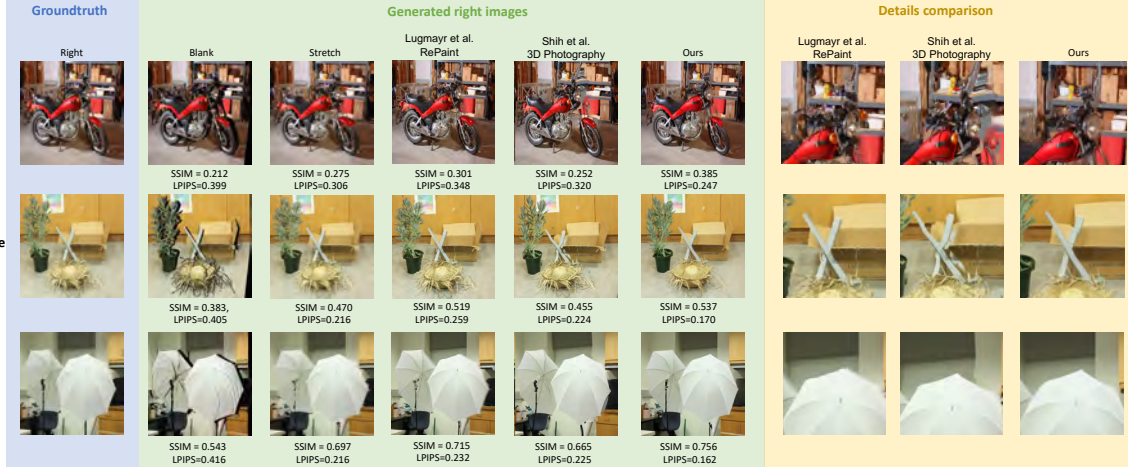 Groundtruth
Generated right images
Details comparison
Right
Blank
Stretch
Lugmayr et al.
RePaint
Shih et al.
3D Photography
Ours
Lugmayr et al.
RePaint
Shih et al.
3D Photography
Ours
SSIM = 0.212
LPIPS=0.399
SSIM = 0.275
LPIPS=0.306
SSIM = 0.301
LPIPS=0.348
SSIM = 0.252
LPIPS=0.320
SSIM = 0.385
LPIPS=0.247
e
SSIM = 0.383,
LPIPS=0.405
SSIM = 0.470
LPIPS=0.216
SSIM = 0.519
LPIPS=0.259
SSIM = 0.455
LPIPS=0.224
SSIM = 0.537
LPIPS=0.170
SSIM = 0.543
LPIPS=0.416
SSIM = 0.697
LPIPS=0.216
SSIM = 0.715
LPIPS=0.232
SSIM = 0.665
LPIPS=0.225
SSIM = 0.756
LPIPS=0.162